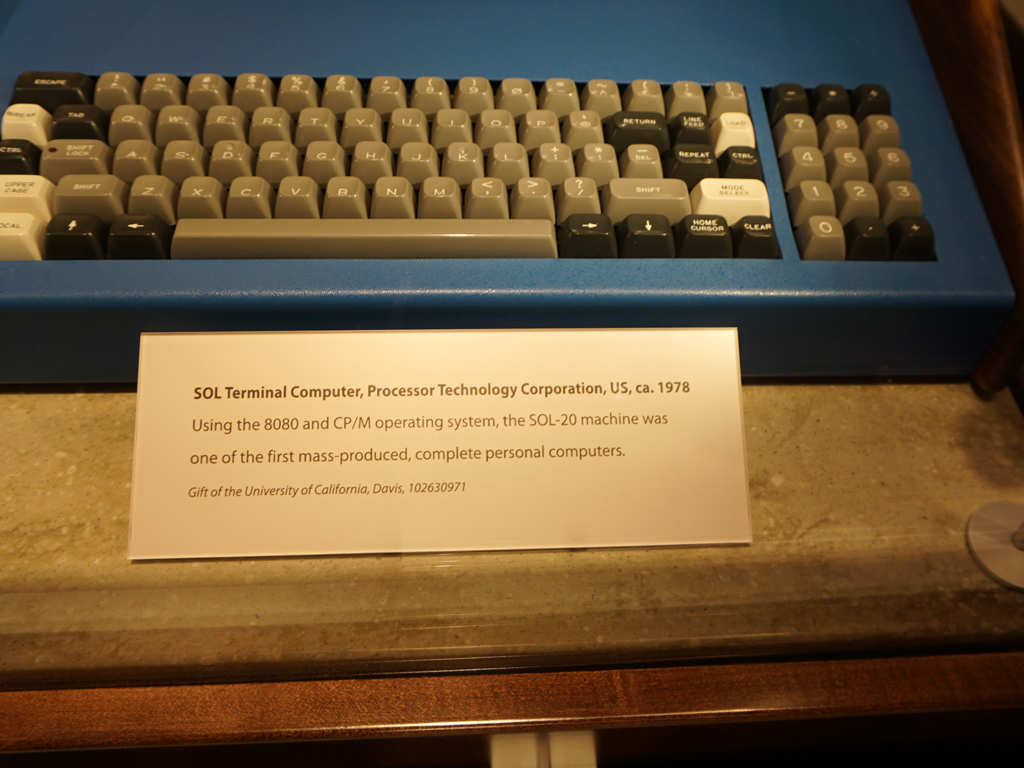 ESCAPE ! " # $ % & ' ( )
BREAK TAB Q W E R T Y U I O P RETURN LINE FEED LOAD 7 8 9
CTRL SHIFT LOCK A S D F G H J K L + * DEL REPEAT CTRL 4 5 6
UPPER CASE SHIFT Z X C V B N M < > ? SHIFT MODE SELECT 1 2 3
LOCAL ↑ ← → ↓ HOME CURSOR CLEAR 0 .
SOL Terminal Computer, Processor Technology Corporation, US, ca. 1978
Using the 8080 and CP/M operating system, the SOL-20 machine was
one of the first mass-produced, complete personal computers.
Gift of the University of California, Davis, 102630971